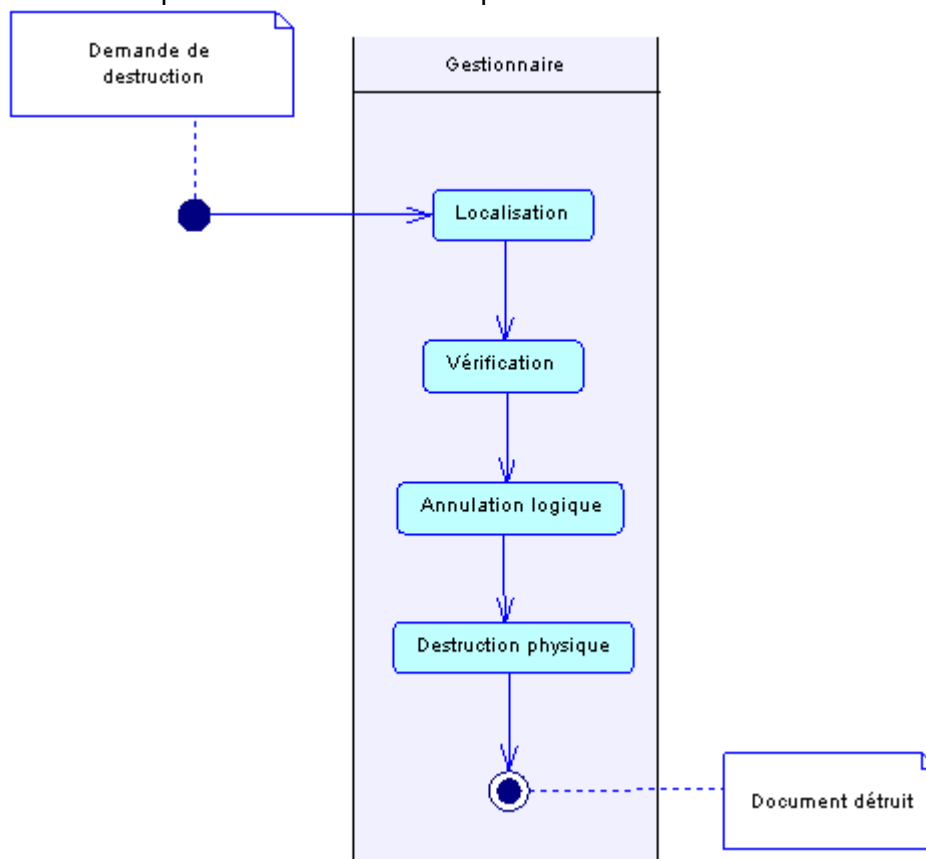 Demande de
destruction
Gestionnaire
Localisation
Vérification
Annulation logique
Destruction physique
Document détruit